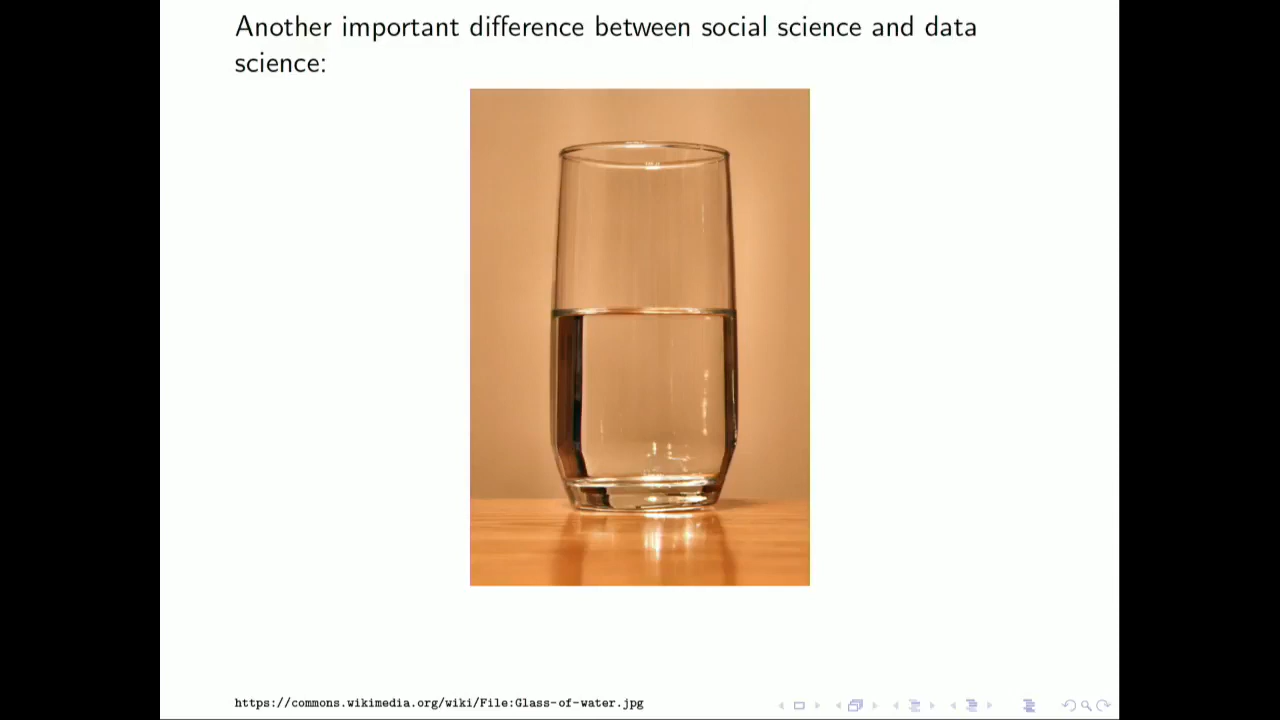 Another important difference between social science and data
science:
https://commons.wikimedia.org/wiki/File:Glass-of-water.jpg